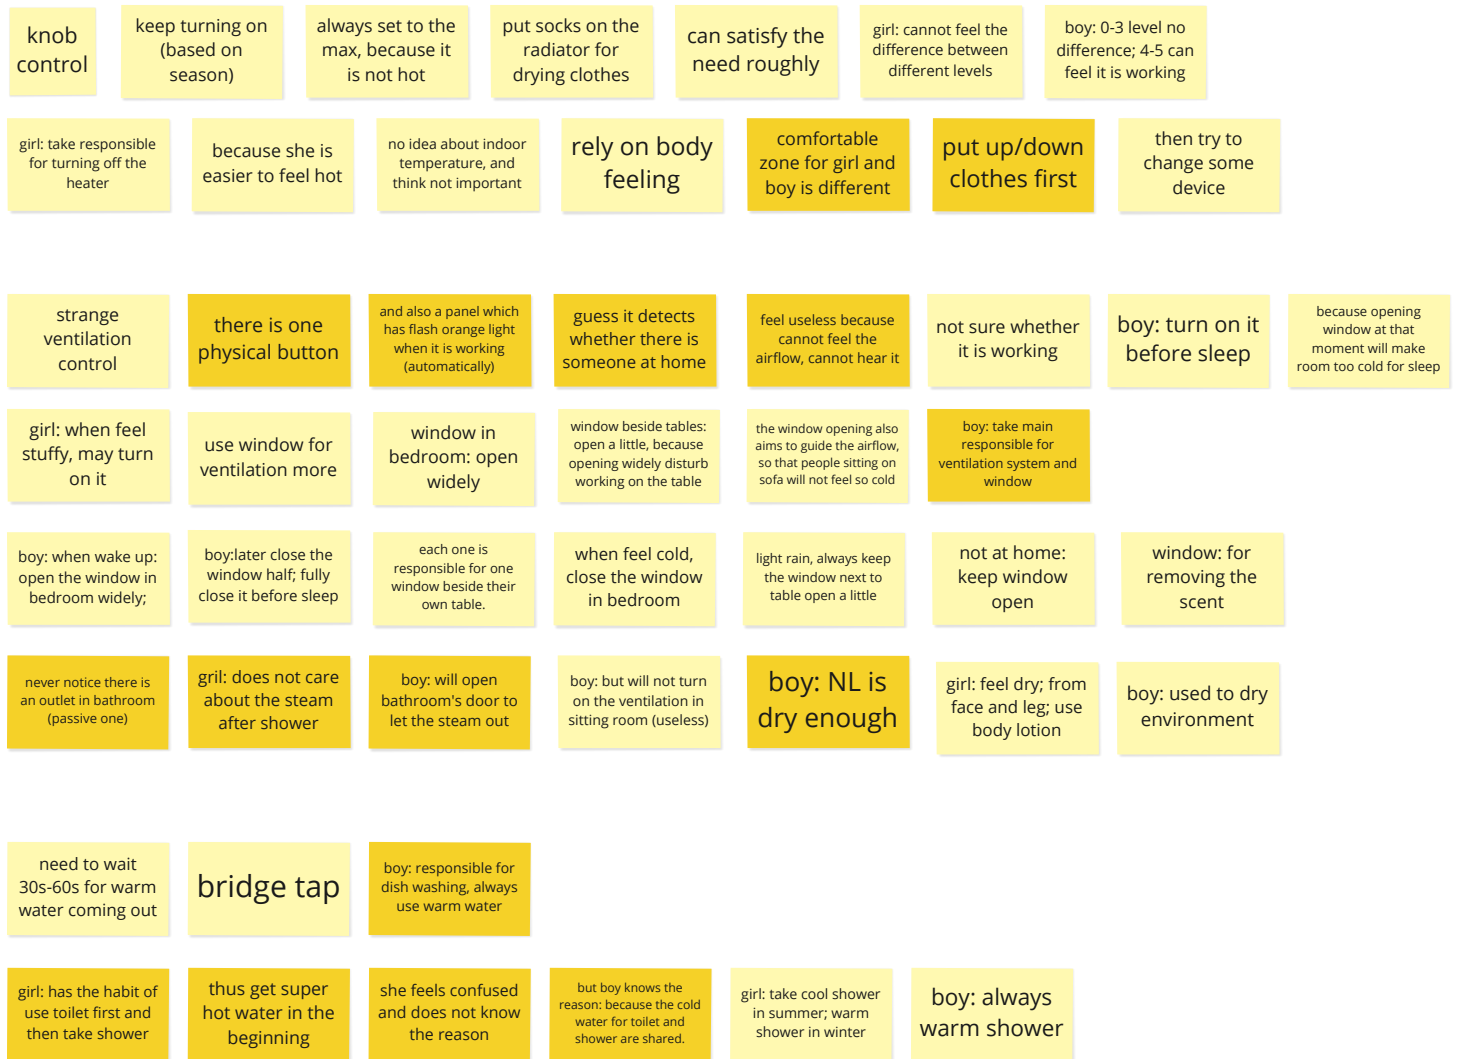 knob
control
keep turning on
(based on
season)
always set to the
max, because it
is not hot
put socks on the
radiator for
drying clothes
can satisfy the
need roughly
girl: cannot feel the
difference between
different levels
boy: 0-3 level no
difference; 4-5 can
feel it is working
girl: take responsible
for turning off the
heater
because she is
easier to feel hot
no idea about indoor
temperature, and
think not important
rely on body
feeling
comfortable
zone for girl and
boy is different
put up/down
clothes first
then try to
change some
device
strange
ventilation
control
there is one
physical button
and also a panel which
has flash orange light
when it is working
(automatically)
guess it detects
whether there is
someone at home
feel useless because
cannot feel the
airflow, cannot hear it
not sure whether
it is working
boy: turn on it
before sleep
because opening
window at that
moment will make
room too cold for sleep
girl: when feel
stuffy, may turn
on it
use window for
ventilation more
window in
bedroom: open
widely
window beside tables:
open a little, because
opening widely disturb
working on the table
the window opening also
aims to guide the airflow,
so that people sitting on
sofa will not feel so cold
boy: take main
responsible for
ventilation system and
window
boy: when wake up:
open the window in
bedroom widely;
boy:later close the
window half; fully
close it before sleep
each one is
responsible for one
window beside their
own table.
when feel cold,
close the window
in bedroom
light rain, always keep
the window next to
table open a little
not at home:
keep window
open
window: for
removing the
scent
never notice there is
an outlet in bathroom
(passive one)
gril: does not care
about the steam
after shower
boy: will open
bathroom's door to
let the steam out
boy: but will not turn
on the ventilation in
sitting room (useless)
boy: NL is
dry enough
girl: feel dry; from
face and leg; use
body lotion
boy: used to dry
environment
need to wait
30s-60s for warm
water coming out
bridge tap
boy: responsible for
dish washing, always
use warm water
girl: has the habit of
use toilet first and
then take shower
thus get super
hot water in the
beginning
she feels confused
and does not know
the reason
but boy knows the
reason: because the cold
water for toilet and
shower are shared.
girl: take cool shower
in summer; warm
shower in winter
boy: always
warm shower